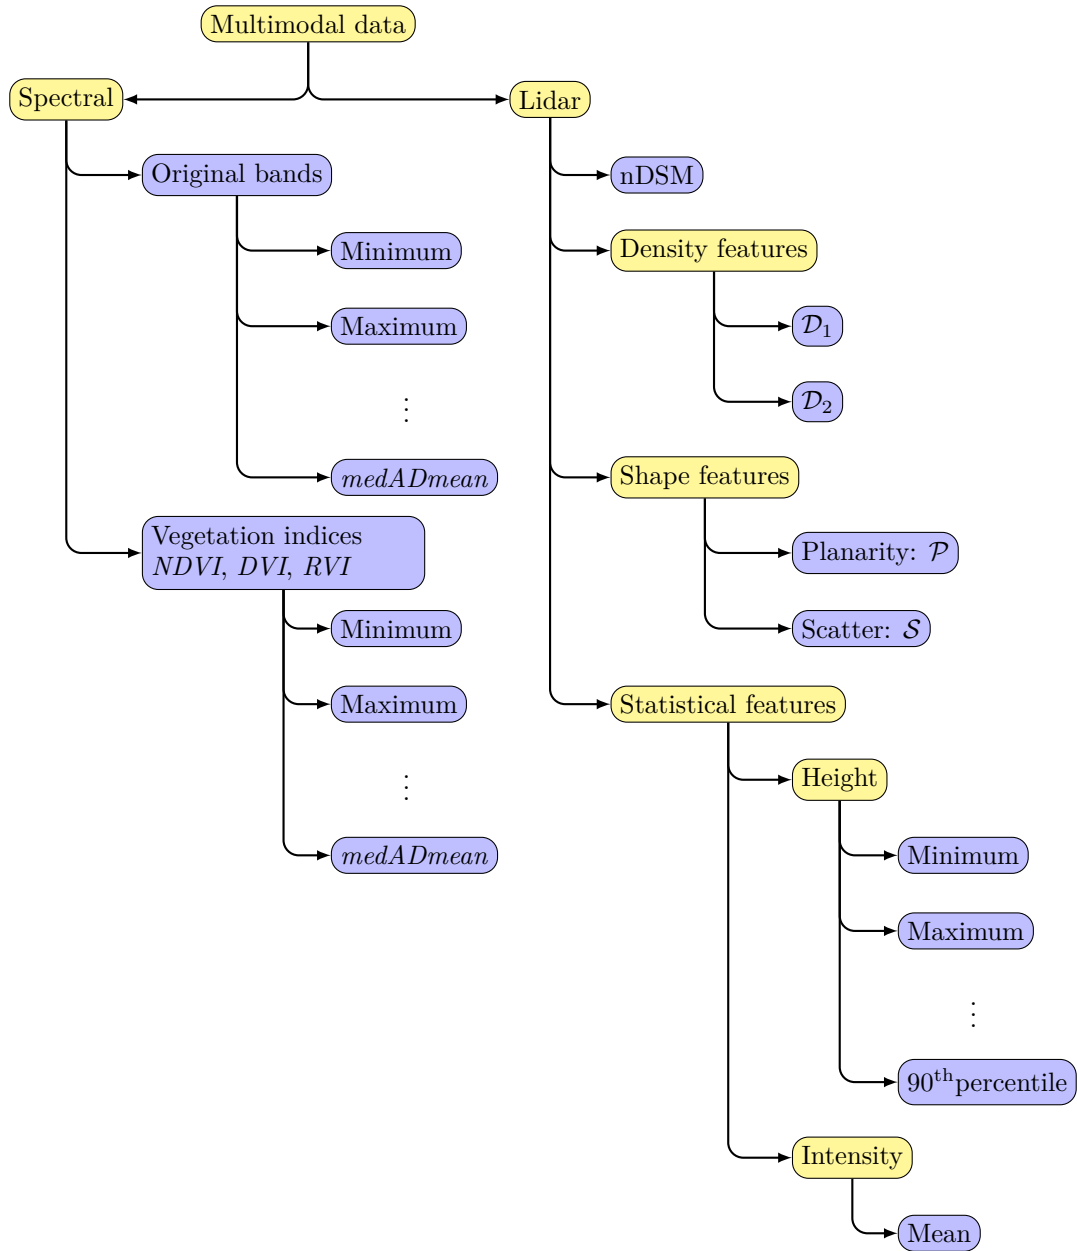 Multimodal data
Spectral
Original bands
Minimum
Maximum
⋮
medADmean
Vegetation indices
NDVI, DVI, RVI
Minimum
Maximum
⋮
medADmean
Lidar
nDSM
Density features
𝒟₁
𝒟₂
Shape features
Planarity: 𝒫
Scatter: 𝒮
Statistical features
Height
Minimum
Maximum
⋮
90ᵗʰpercentile
Intensity
Mean